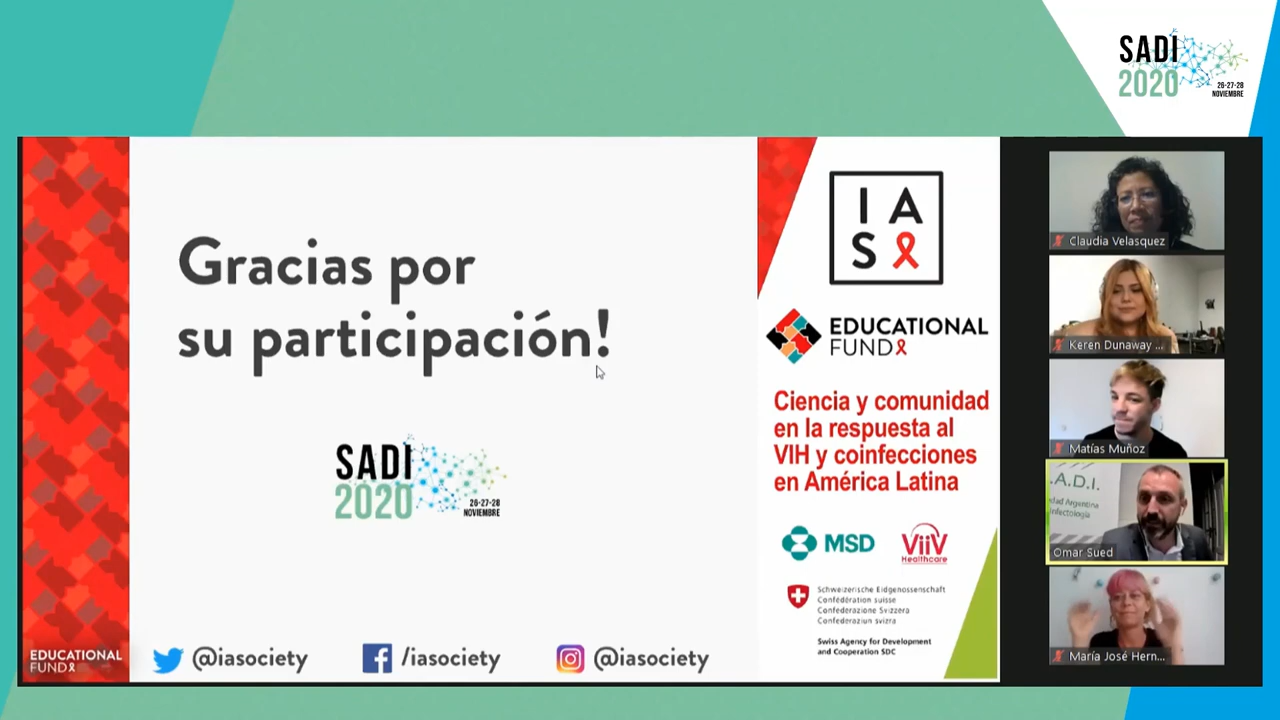 SADI
2020
26-27-28
NOVIEMBRE
Gracias por
su participación!
SADI
2020
26-27-28
NOVIEMBRE
EDUCATIONAL
FUND
@iasociety
/iasociety
@iasociety
I A
S
EDUCATIONAL
FUND
Ciencia y comunidad
en la respuesta al
VIH y coinfecciones
en América Latina
MSD
ViiV
Healthcare
Schweizerische Eidgenossenschaft
Confédération suisse
Confederazione Svizzera
Confederaziun svizra
Swiss Agency for Development
and Cooperation SDC
Claudia Velasquez
Keren Dunaway ...
Matías Muñoz
.A.D.I.
dad Argentina
nfectología
Omar Sued
María José Hern...